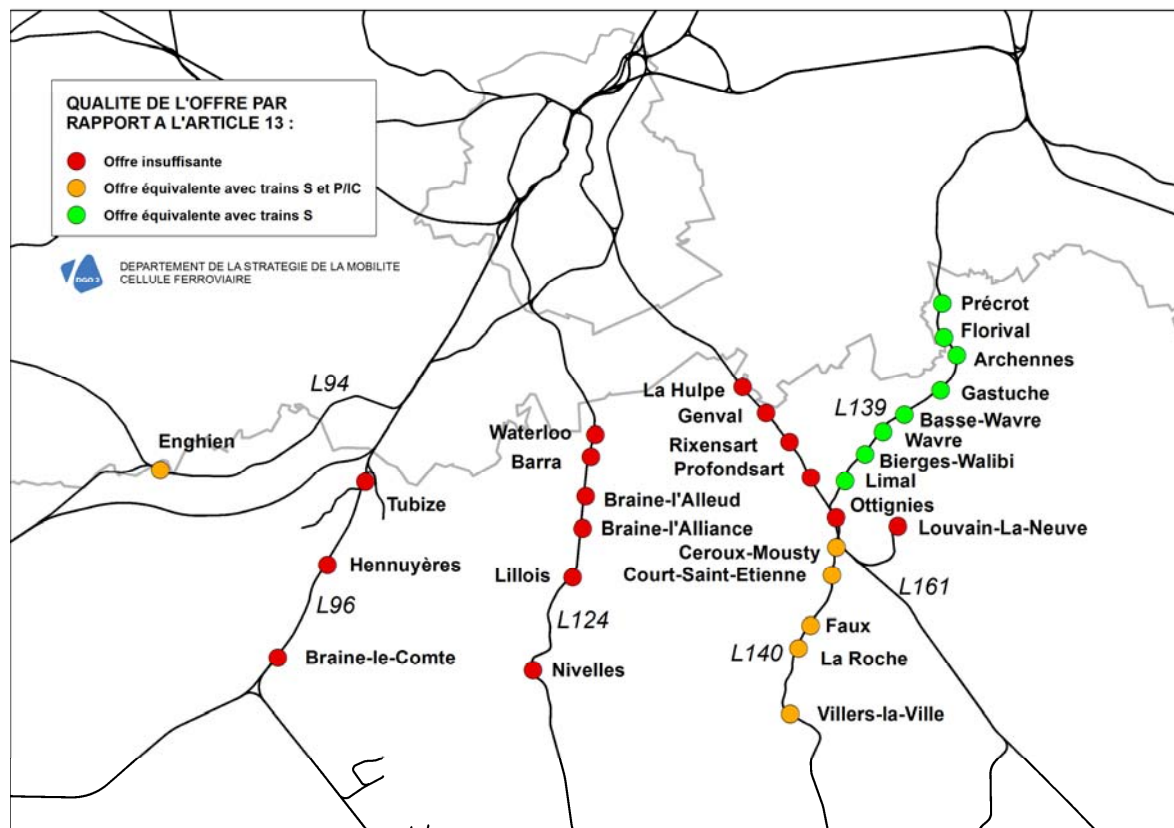 QUALITE DE L'OFFRE PAR
RAPPORT A L'ARTICLE 13 :
Offre insuffisante
Offre équivalente avec trains S et P/IC
Offre équivalente avec trains S
DGO 2
DEPARTEMENT DE LA STRATEGIE DE LA MOBILITE
CELLULE FERROVIAIRE
Précrot
Florival
Archennes
L94
La Hulpe
Gastuche
Genval
L139
Basse-Wavre
Enghien
Waterloo
Rixensart
Wavre
Barra
Profondsart
Bierges-Walibi
Limal
Tubize
Braine-l'Alleud
Ottignies
Braine-l'Alliance
Louvain-La-Neuve
Ceroux-Mousty
Hennuyères
Lillois
Court-Saint-Etienne
L161
L96
L124
Faux
Braine-le-Comte
L140
La Roche
Nivelles
Villers-la-Ville